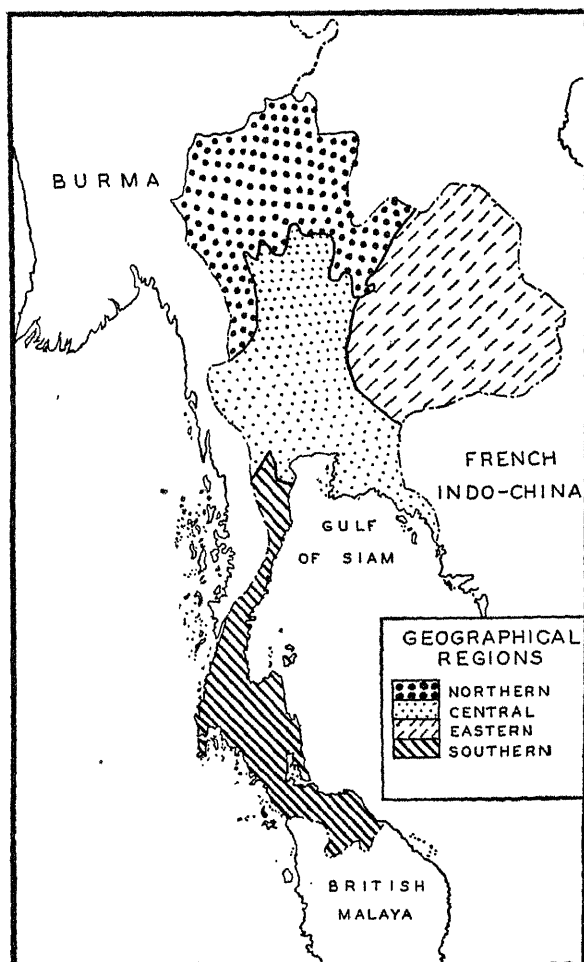 BURMA
FRENCH
INDO-CHINA
GULF
OF SIAM
GEOGRAPHICAL
REGIONS
NORTHERN
CENTRAL
EASTERN
SOUTHERN
BRITISH
MALAYA